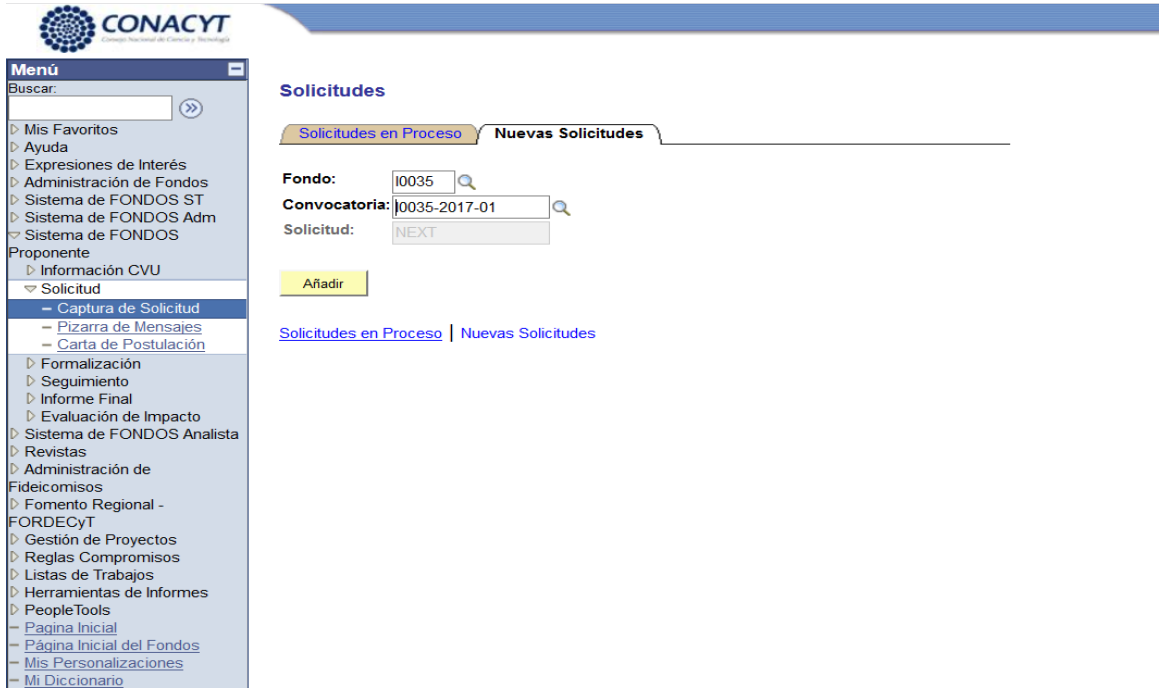 CONACYT
Consejo Nacional de Ciencia y Tecnología
Menú
Buscar:
Mis Favoritos
Ayuda
Expresiones de Interés
Administración de Fondos
Sistema de FONDOS ST
Sistema de FONDOS Adm
Sistema de FONDOS
Proponente
Información CVU
Solicitud
Captura de Solicitud
Pizarra de Mensajes
Carta de Postulación
Formalización
Seguimiento
Informe Final
Evaluación de Impacto
Sistema de FONDOS Analista
Revistas
Administración de
Fideicomisos
Fomento Regional -
FORDECyT
Gestión de Proyectos
Reglas Compromisos
Listas de Trabajos
Herramientas de Informes
PeopleTools
Pagina Inicial
Página Inicial del Fondos
Mis Personalizaciones
Mi Diccionario
Solicitudes
Solicitudes en Proceso Nuevas Solicitudes
Fondo: I0035
Convocatoria: I0035-2017-01
Solicitud: NEXT
Añadir
Solicitudes en Proceso | Nuevas Solicitudes